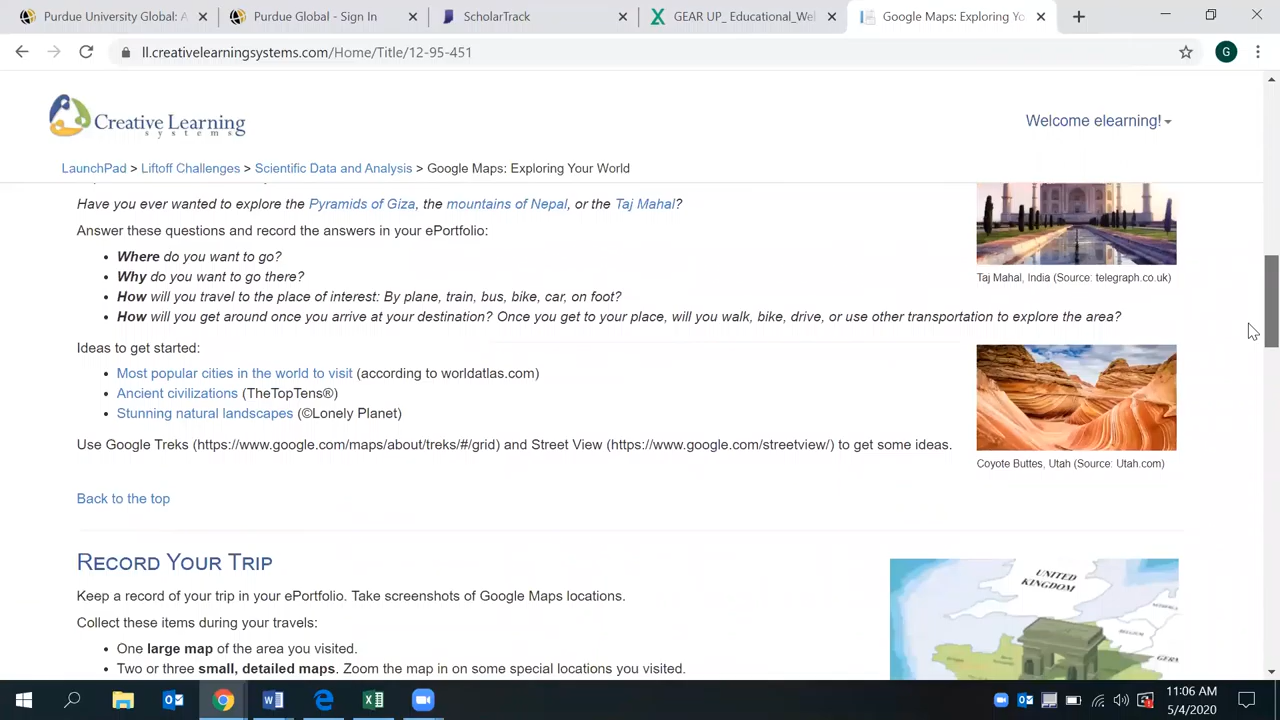 Purdue University Global: A
Purdue Global - Sign In
ScholarTrack
GEAR UP_ Educational_Wel
Google Maps: Exploring Yo
ll.creativelearningsystems.com/Home/Title/12-95-451
G
Creative Learning
systems
Welcome elearning!
LaunchPad > Liftoff Challenges > Scientific Data and Analysis > Google Maps: Exploring Your World
Have you ever wanted to explore the Pyramids of Giza, the mountains of Nepal, or the Taj Mahal?
Answer these questions and record the answers in your ePortfolio:
• Where do you want to go?
• Why do you want to go there?
• How will you travel to the place of interest: By plane, train, bus, bike, car, on foot?
• How will you get around once you arrive at your destination? Once you get to your place, will you walk, bike, drive, or use other transportation to explore the area?
Taj Mahal, India (Source: telegraph.co.uk)
Ideas to get started:
• Most popular cities in the world to visit (according to worldatlas.com)
• Ancient civilizations (TheTopTens®)
• Stunning natural landscapes (©Lonely Planet)
Use Google Treks (https://www.google.com/maps/about/treks/#/grid) and Street View (https://www.google.com/streetview/) to get some ideas.
Coyote Buttes, Utah (Source: Utah.com)
Back to the top
RECORD YOUR TRIP
Keep a record of your trip in your ePortfolio. Take screenshots of Google Maps locations.
Collect these items during your travels:
• One large map of the area you visited.
• Two or three small, detailed maps. Zoom the map in on some special locations you visited.
UNITED
KINGDOM
BELGIUM
GERM
11:06 AM
5/4/2020